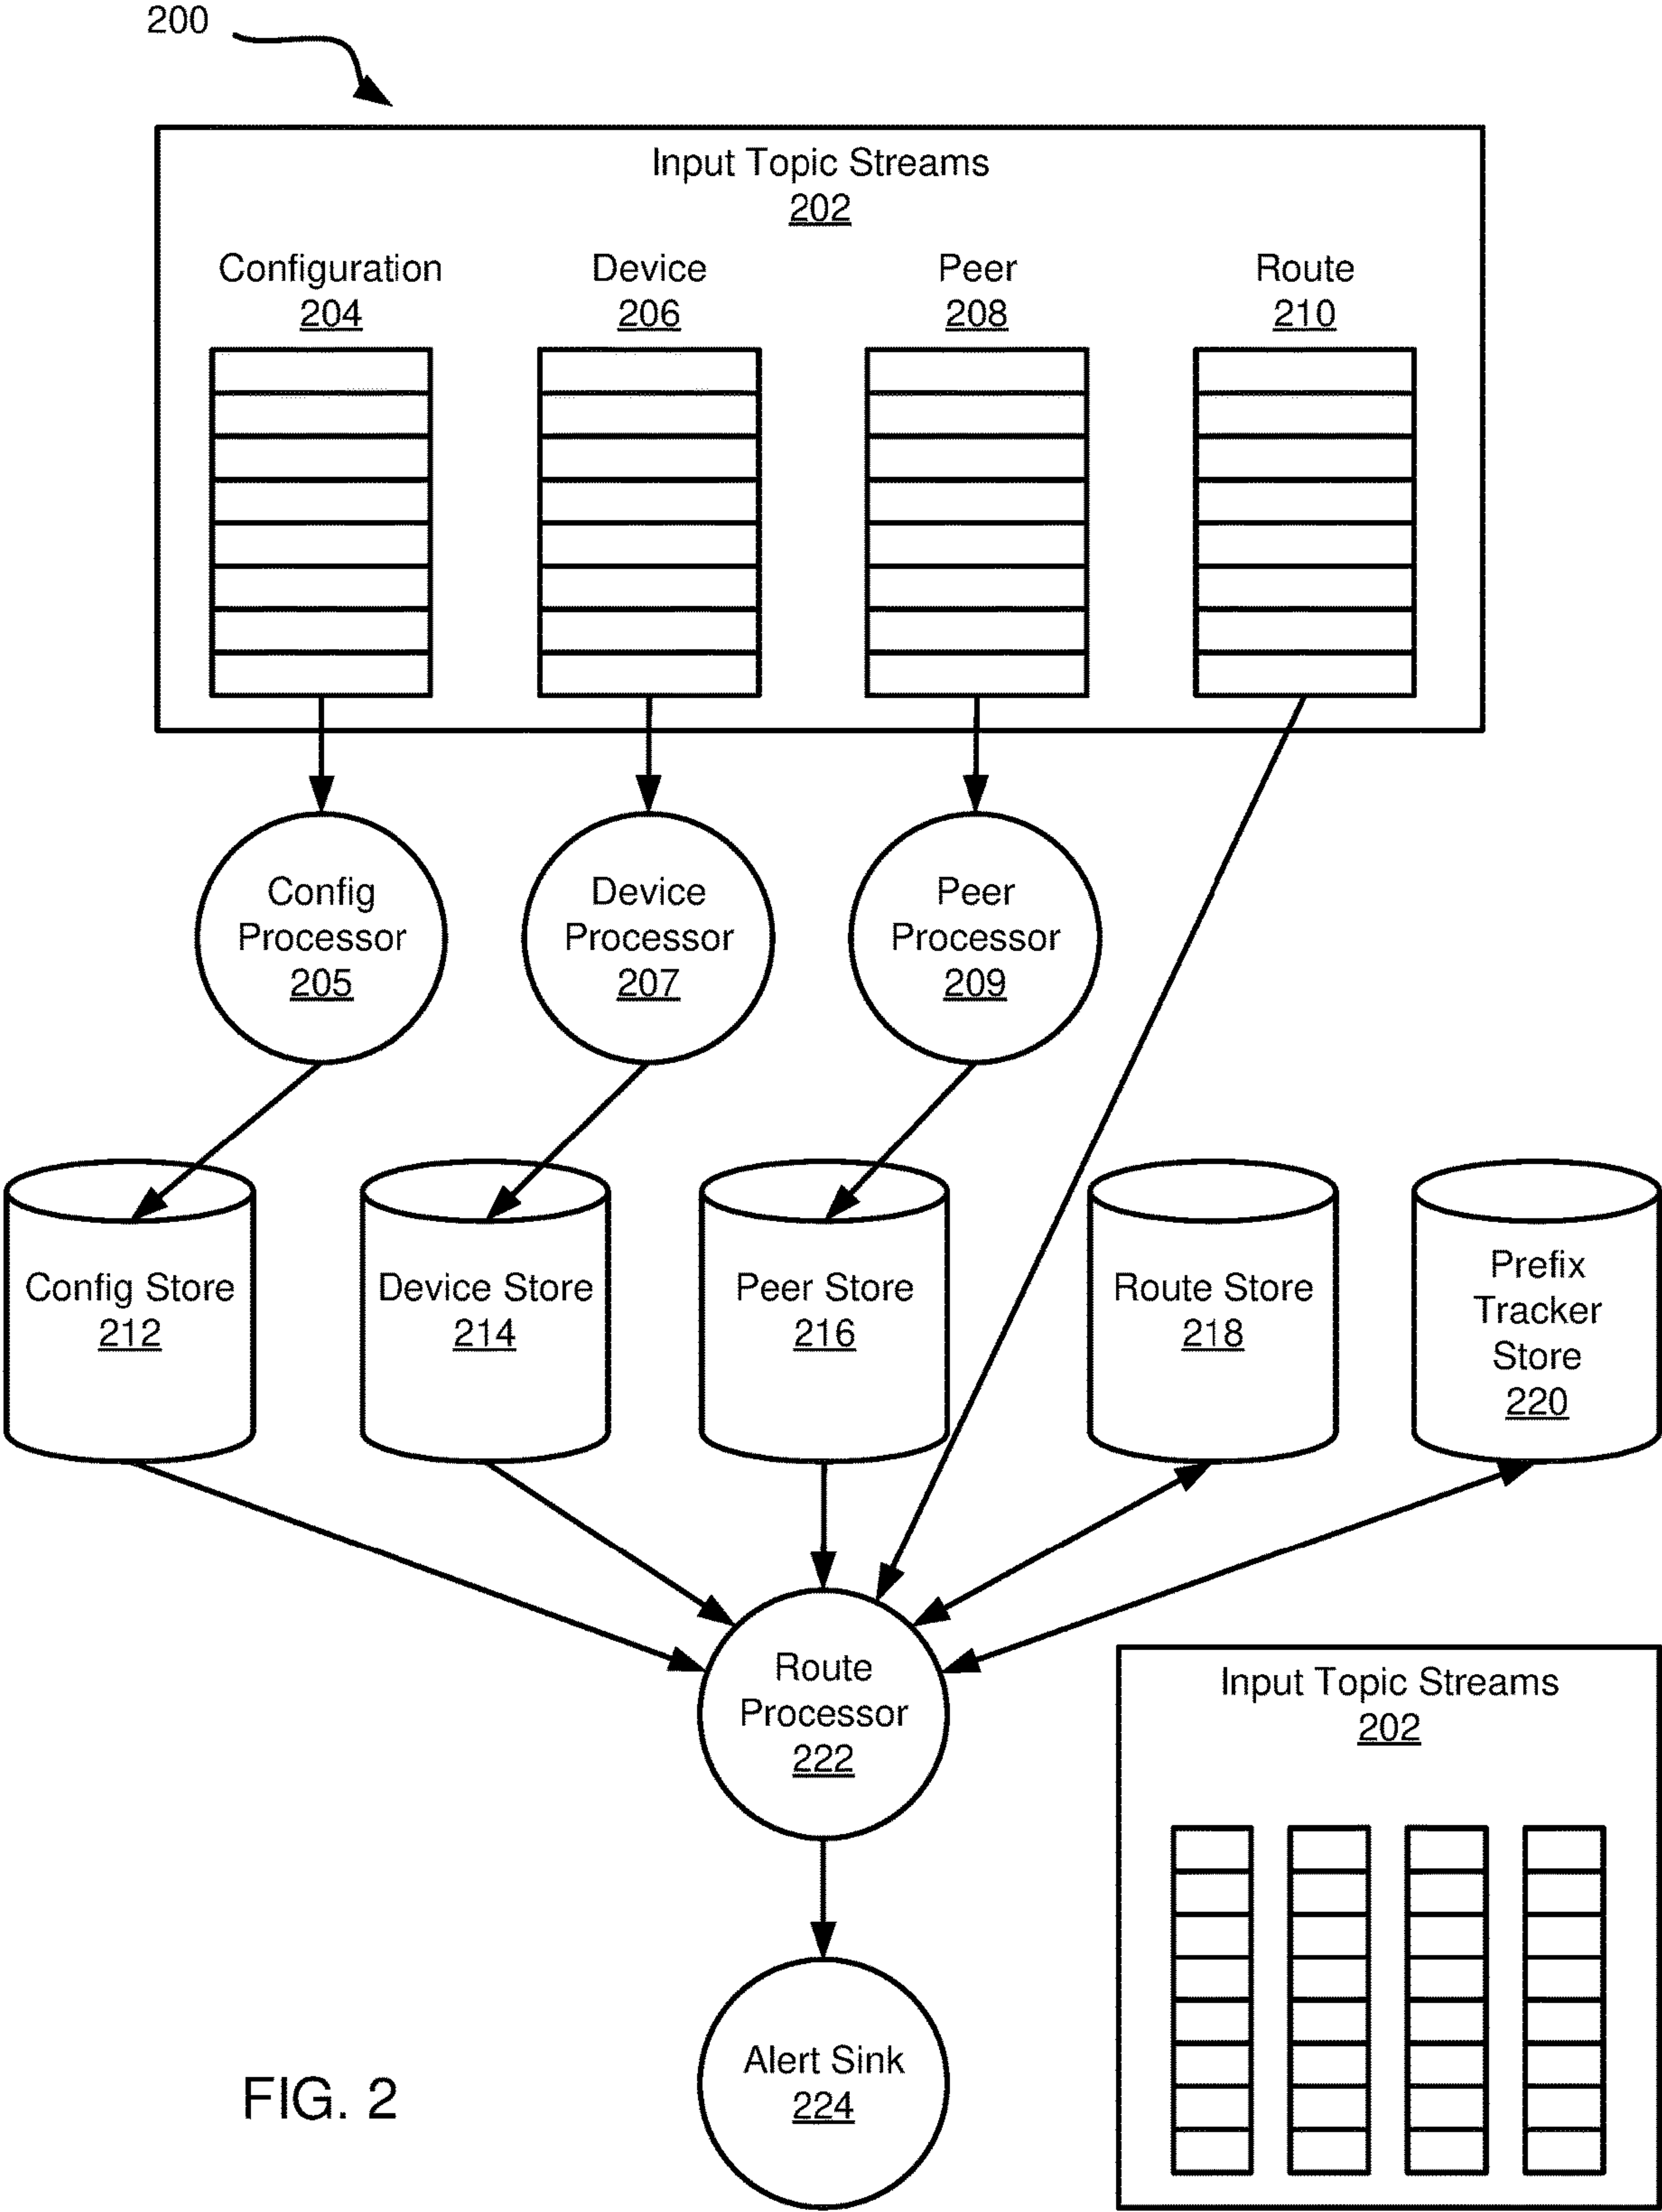 200
Input Topic Streams
202
Configuration
204
Device
206
Peer
208
Route
210
Config
Processor
205
Device
Processor
207
Peer
Processor
209
Config Store
212
Device Store
214
Peer Store
216
Route Store
218
Prefix
Tracker
Store
220
Route
Processor
222
Input Topic Streams
202
Alert Sink
224
FIG. 2